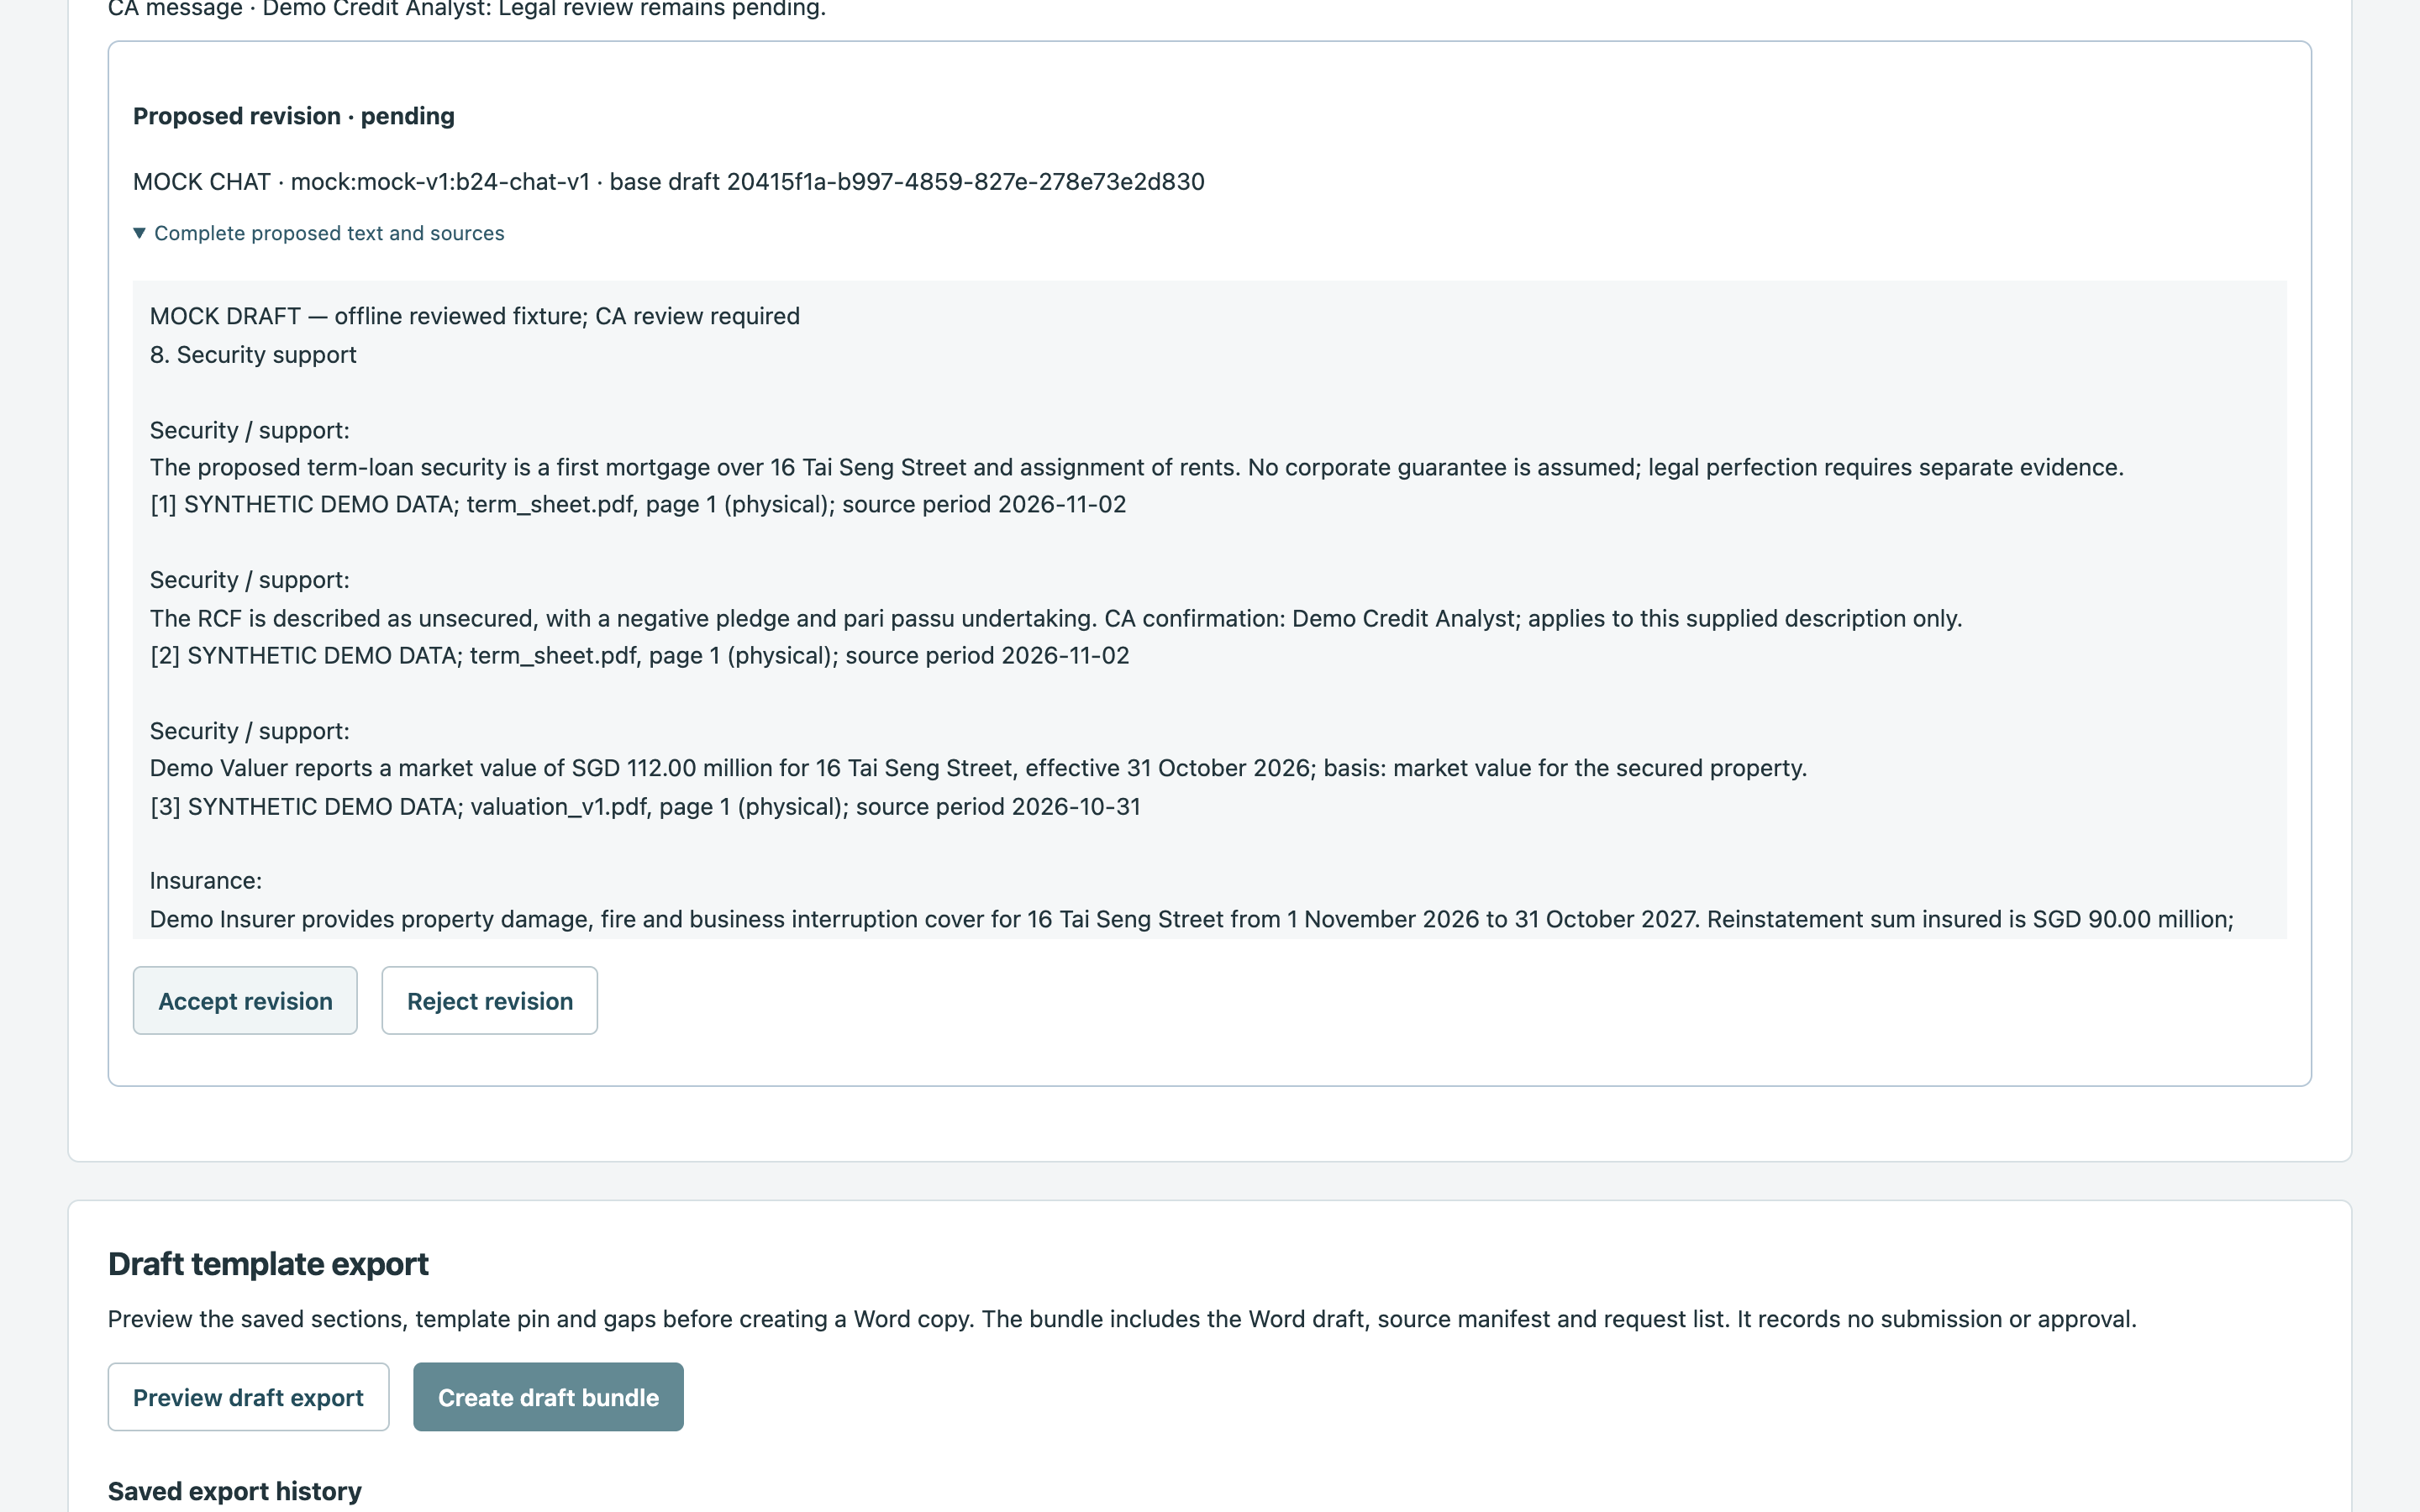 CA message · Demo Credit Analyst: Legal review remains pending.
Proposed revision · pending
MOCK CHAT · mock:mock-v1:b24-chat-v1 · base draft 20415f1a-b997-4859-827e-278e73e2d830
▼ Complete proposed text and sources
MOCK DRAFT — offline reviewed fixture; CA review required
8. Security support
Security / support:
The proposed term-loan security is a first mortgage over 16 Tai Seng Street and assignment of rents. No corporate guarantee is assumed; legal perfection requires separate evidence.
[1] SYNTHETIC DEMO DATA; term_sheet.pdf, page 1 (physical); source period 2026-11-02
Security / support:
The RCF is described as unsecured, with a negative pledge and pari passu undertaking. CA confirmation: Demo Credit Analyst; applies to this supplied description only.
[2] SYNTHETIC DEMO DATA; term_sheet.pdf, page 1 (physical); source period 2026-11-02
Security / support:
Demo Valuer reports a market value of SGD 112.00 million for 16 Tai Seng Street, effective 31 October 2026; basis: market value for the secured property.
[3] SYNTHETIC DEMO DATA; valuation_v1.pdf, page 1 (physical); source period 2026-10-31
Insurance:
Demo Insurer provides property damage, fire and business interruption cover for 16 Tai Seng Street from 1 November 2026 to 31 October 2027. Reinstatement sum insured is SGD 90.00 million;
Accept revision
Reject revision
Draft template export
Preview the saved sections, template pin and gaps before creating a Word copy. The bundle includes the Word draft, source manifest and request list. It records no submission or approval.
Preview draft export
Create draft bundle
Saved export history